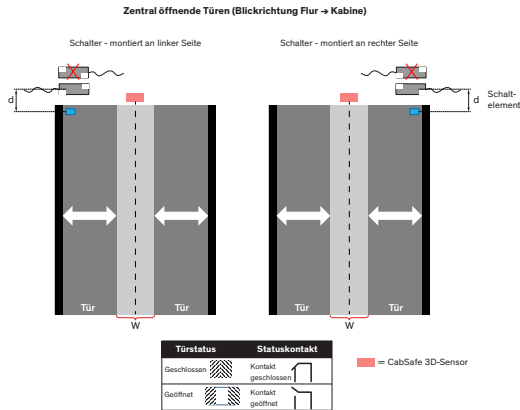 Zentral öffnende Türen (Blickrichtung Flur → Kabine)
Schalter - montiert an linker Seite
Schalter - montiert an rechter Seite
d
d
Schalt-
element
Tür
Tür
Tür
Tür
W
W
Türstatus
Statuskontakt
Geschlossen
Kontakt
geschlossen
= CabSafe 3D-Sensor
Geöffnet
Kontakt
geöffnet